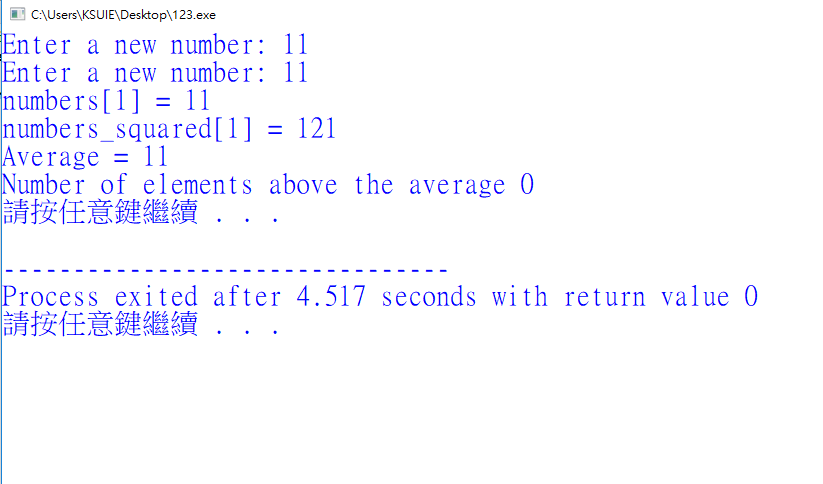 C:\Users\KSUIE\Desktop\123.exe
Enter a new number: 11
Enter a new number: 11
numbers[1] = 11
numbers_squared[1] = 121
Average = 11
Number of elements above the average 0
請按任意鍵繼續 . . .
--------------------------------
Process exited after 4.517 seconds with return value 0
請按任意鍵繼續 . . .